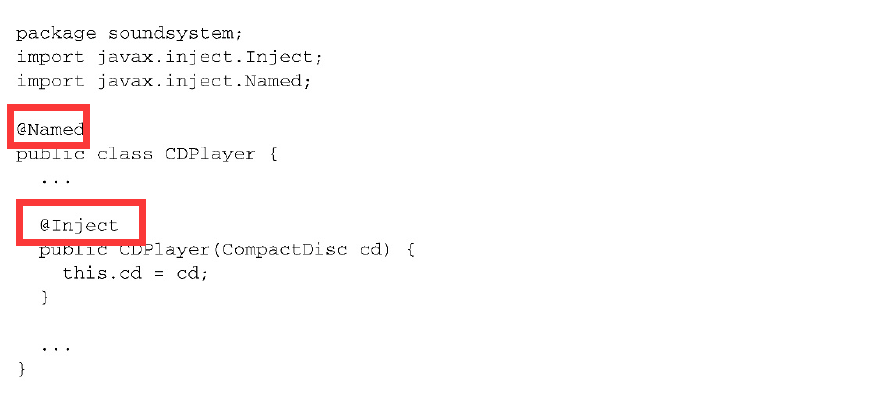 package soundsystem;
import javax.inject.Inject;
import javax.inject.Named;
@Named
public class CDPlayer {
...
@Inject
public CDPlayer(CompactDisc cd) {
this.cd = cd;
}
...
}